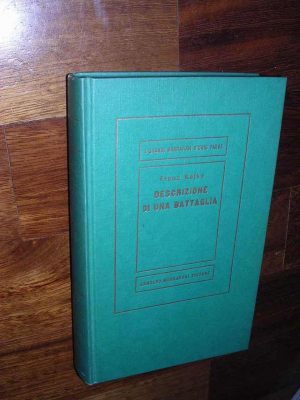 I GRANDI NARRATORI D'OGNI PAESE
Franz Kafka
DESCRIZIONE
DI UNA BATTAGLIA
ARNOLDO MONDADORI EDITORE